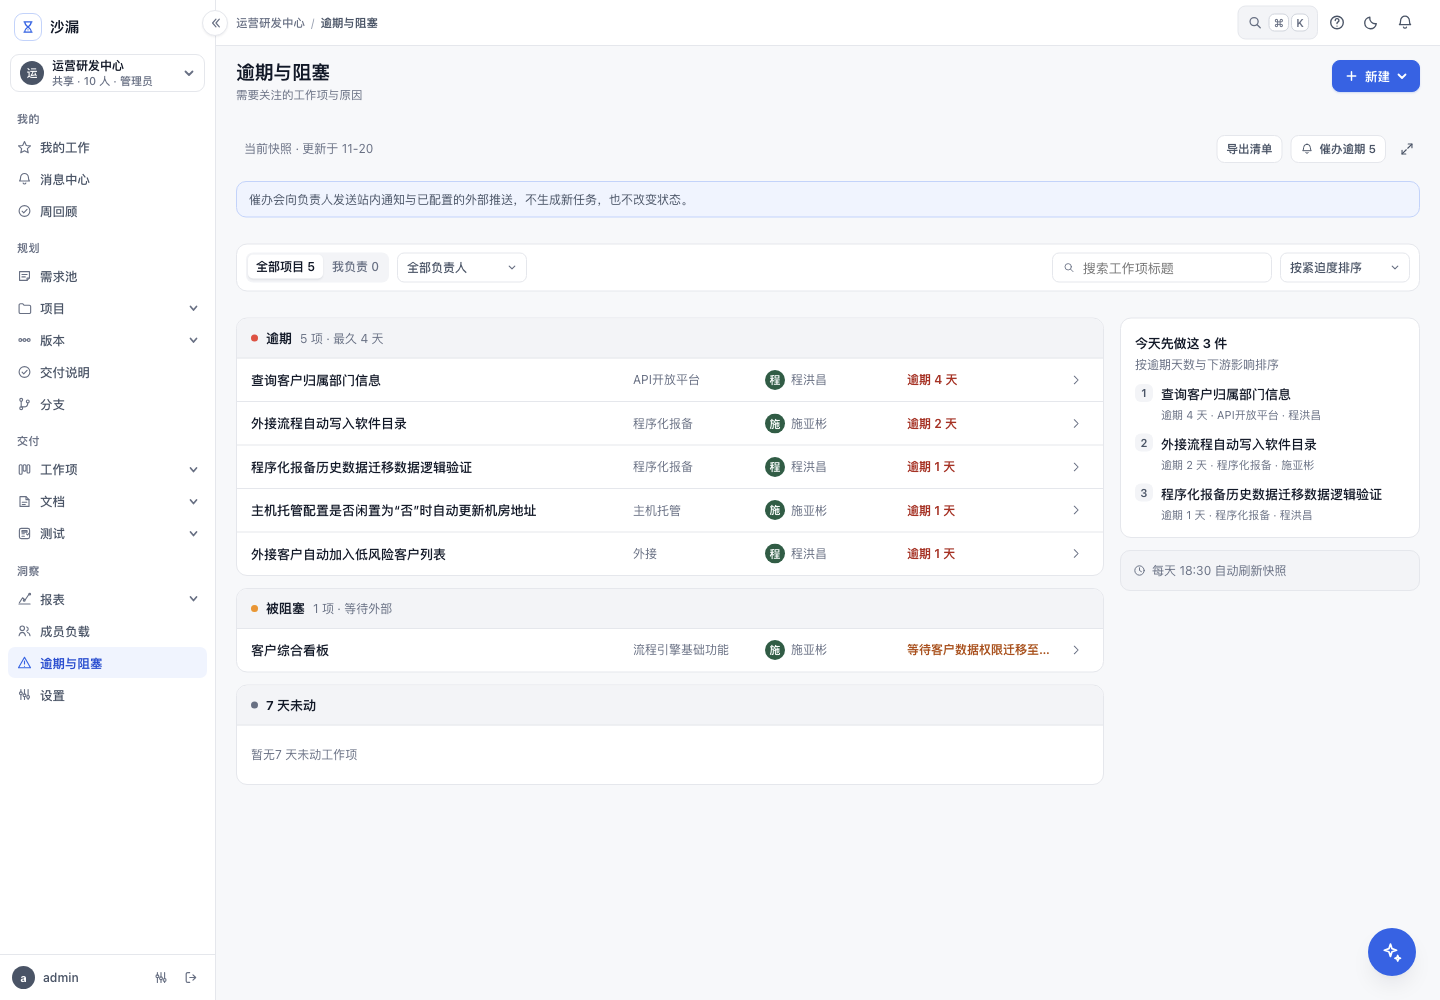 沙漏
运
运营研发中心
共享 · 10 人 · 管理员
我的
我的工作
消息中心
周回顾
规划
需求池
项目
版本
交付说明
分支
交付
工作项
文档
测试
洞察
报表
成员负载
逾期与阻塞
设置
a
admin
运营研发中心 / 逾期与阻塞
⌘ K
逾期与阻塞
需要关注的工作项与原因
新建
当前快照 · 更新于 11-20
导出清单
催办逾期 5
催办会向负责人发送站内通知与已配置的外部推送，不生成新任务，也不改变状态。
全部项目 5
我负责 0
全部负责人
搜索工作项标题
按紧迫度排序
逾期 5 项 · 最久 4 天
查询客户归属部门信息 API开放平台 程 程洪昌 逾期 4 天
外接流程自动写入软件目录 程序化报备 施 施亚彬 逾期 2 天
程序化报备历史数据迁移数据逻辑验证 程序化报备 程 程洪昌 逾期 1 天
主机托管配置是否闲置为“否”时自动更新机房地址 主机托管 施 施亚彬 逾期 1 天
外接客户自动加入低风险客户列表 外接 程 程洪昌 逾期 1 天
被阻塞 1 项 · 等待外部
客户综合看板 流程引擎基础功能 施 施亚彬 等待客户数据权限迁移至...
7 天未动
暂无7 天未动工作项
今天先做这 3 件
按逾期天数与下游影响排序
1 查询客户归属部门信息
逾期 4 天 · API开放平台 · 程洪昌
2 外接流程自动写入软件目录
逾期 2 天 · 程序化报备 · 施亚彬
3 程序化报备历史数据迁移数据逻辑验证
逾期 1 天 · 程序化报备 · 程洪昌
每天 18:30 自动刷新快照